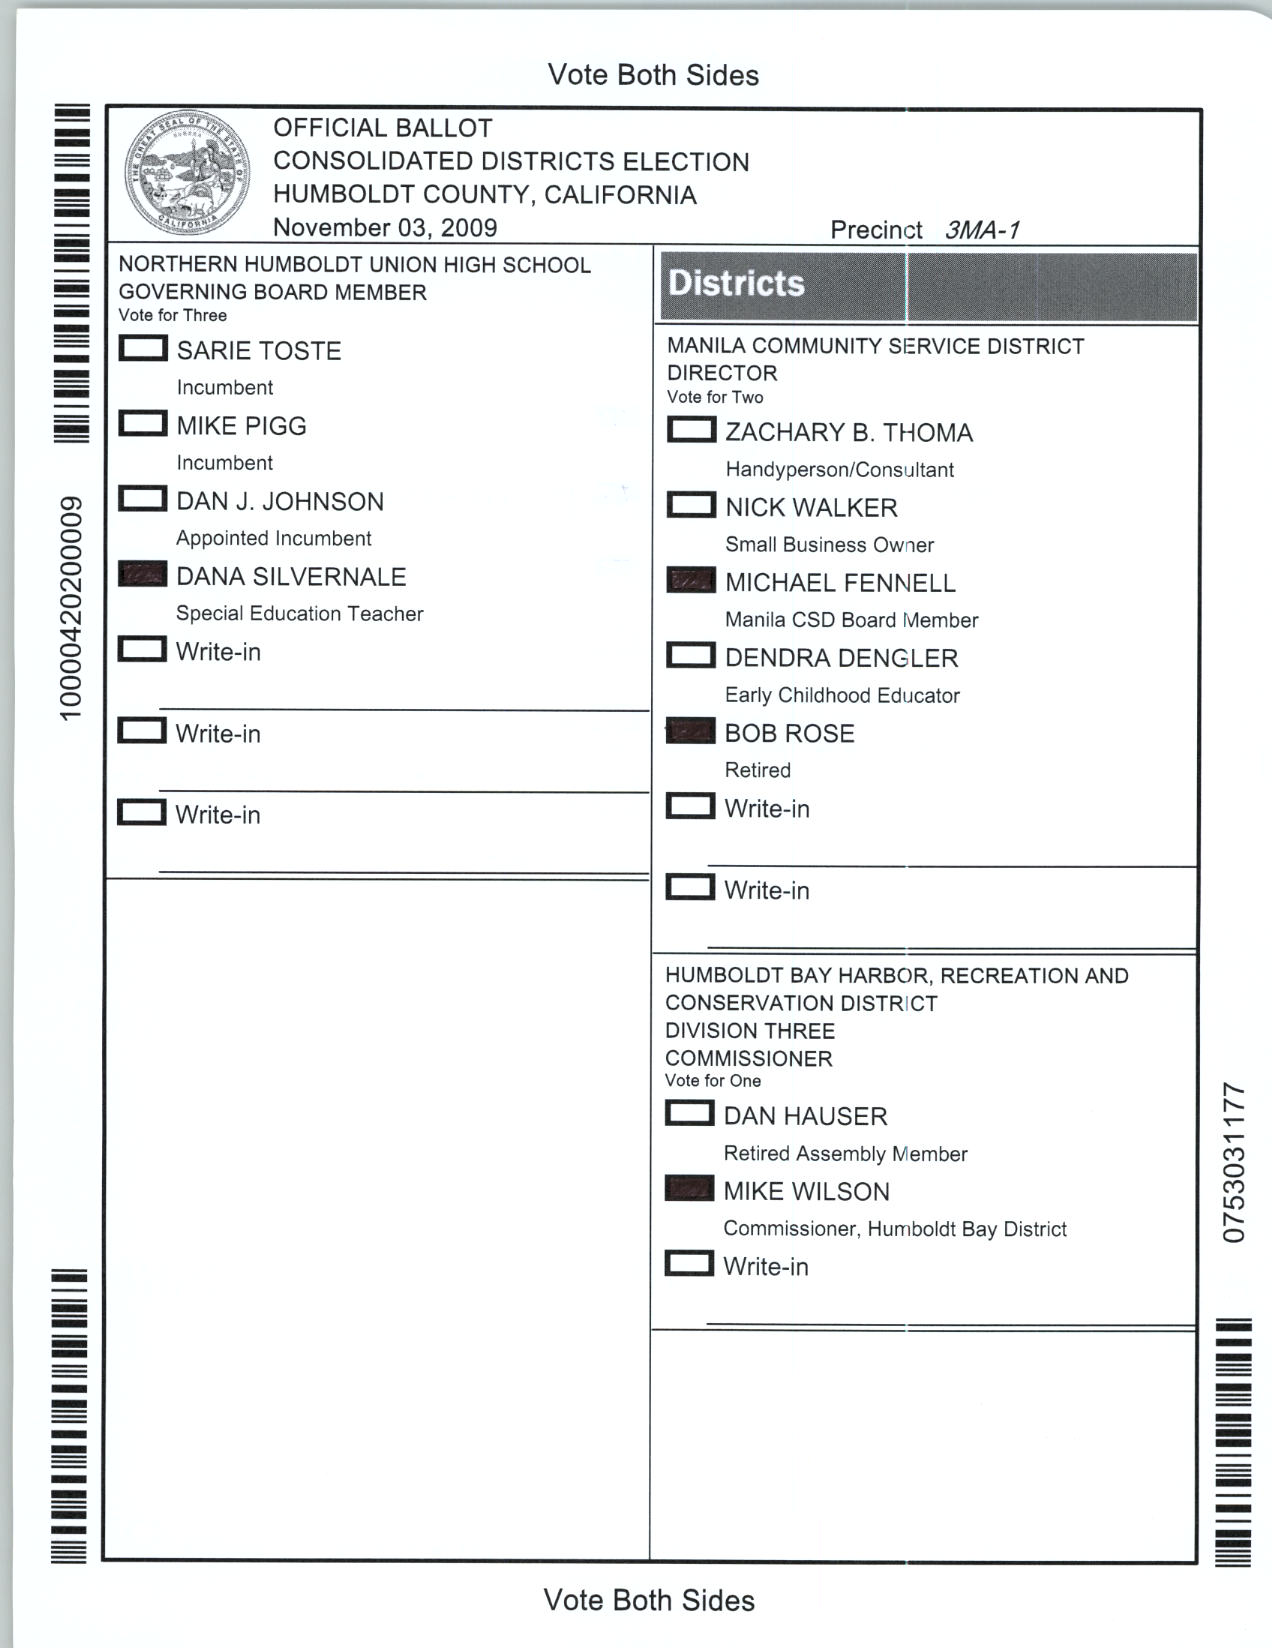 Vote Both Sides
THE GREAT SEAL OF THE STATE OF CALIFORNIA
EUREKA
OFFICIAL BALLOT
CONSOLIDATED DISTRICTS ELECTION
HUMBOLDT COUNTY, CALIFORNIA
November 03, 2009
Precinct 3MA-1
NORTHERN HUMBOLDT UNION HIGH SCHOOL
GOVERNING BOARD MEMBER
Vote for Three
SARIE TOSTE
Incumbent
MIKE PIGG
Incumbent
DAN J. JOHNSON
Appointed Incumbent
DANA SILVERNALE
Special Education Teacher
Write-in
Write-in
Write-in
Districts
MANILA COMMUNITY SERVICE DISTRICT
DIRECTOR
Vote for Two
ZACHARY B. THOMA
Handyperson/Consultant
NICK WALKER
Small Business Owner
MICHAEL FENNELL
Manila CSD Board Member
DENDRA DENGLER
Early Childhood Educator
BOB ROSE
Retired
Write-in
Write-in
HUMBOLDT BAY HARBOR, RECREATION AND
CONSERVATION DISTRICT
DIVISION THREE
COMMISSIONER
Vote for One
DAN HAUSER
Retired Assembly Member
MIKE WILSON
Commissioner, Humboldt Bay District
Write-in
10000420200009
0753031177
Vote Both Sides